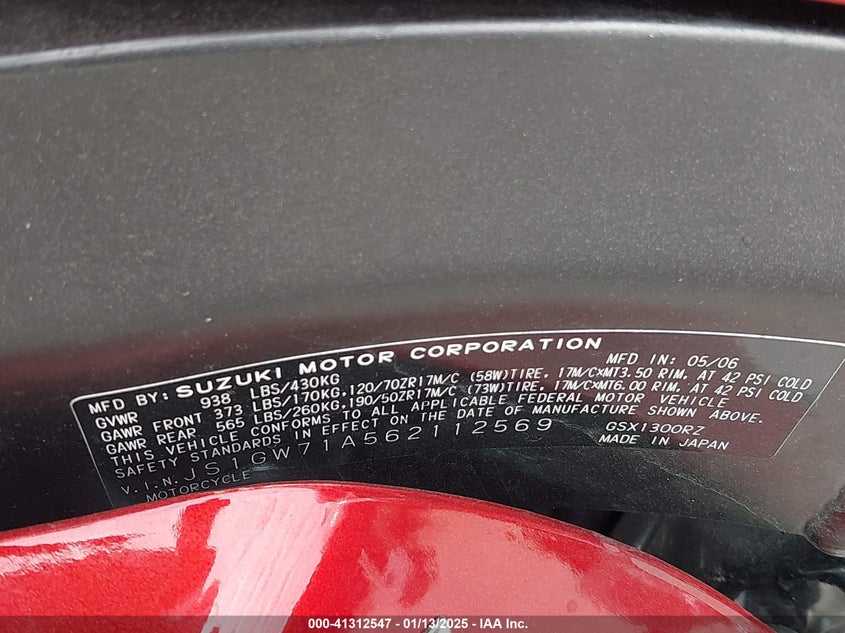 MFD BY: SUZUKI MOTOR CORPORATION MFD IN: 05/06
GVWR 938 LBS/430KG
GAWR FRONT 373 LBS/170KG,120/70ZR17M/C (58W)TIRE, 17M/C×MT3.50 RIM, AT 42 PSI COLD
GAWR REAR 565 LBS/260KG,190/50ZR17M/C (73W)TIRE, 17M/C×MT6.00 RIM, AT 42 PSI COLD
THIS VEHICLE CONFORMS TO ALL APPLICABLE FEDERAL MOTOR VEHICLE
SAFETY STANDARDS IN EFFECT ON THE DATE OF MANUFACTURE SHOWN ABOVE.
V.I.N. JS1GW71A562112569 GSX1300RZ
MOTORCYCLE MADE IN JAPAN
000-41312547 - 01/13/2025 - IAA Inc.